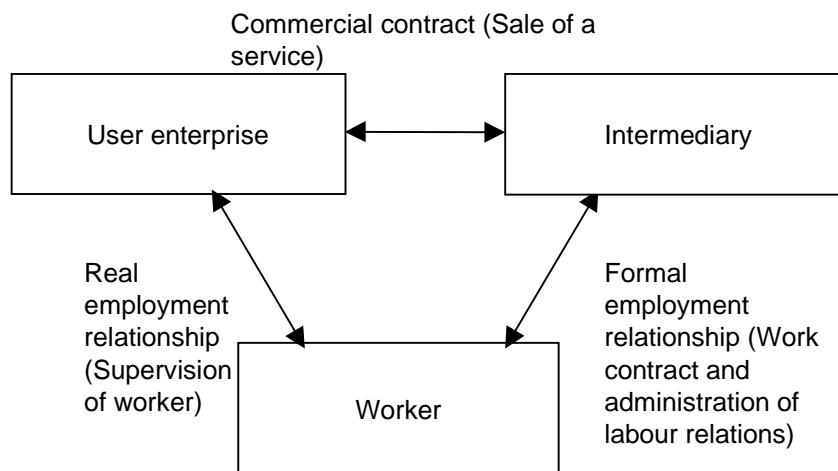 Commercial contract (Sale of a
service)
User enterprise
Intermediary
Real
employment
relationship
(Supervision
of worker)
Formal
employment
relationship (Work
contract and
administration of
labour relations)
Worker